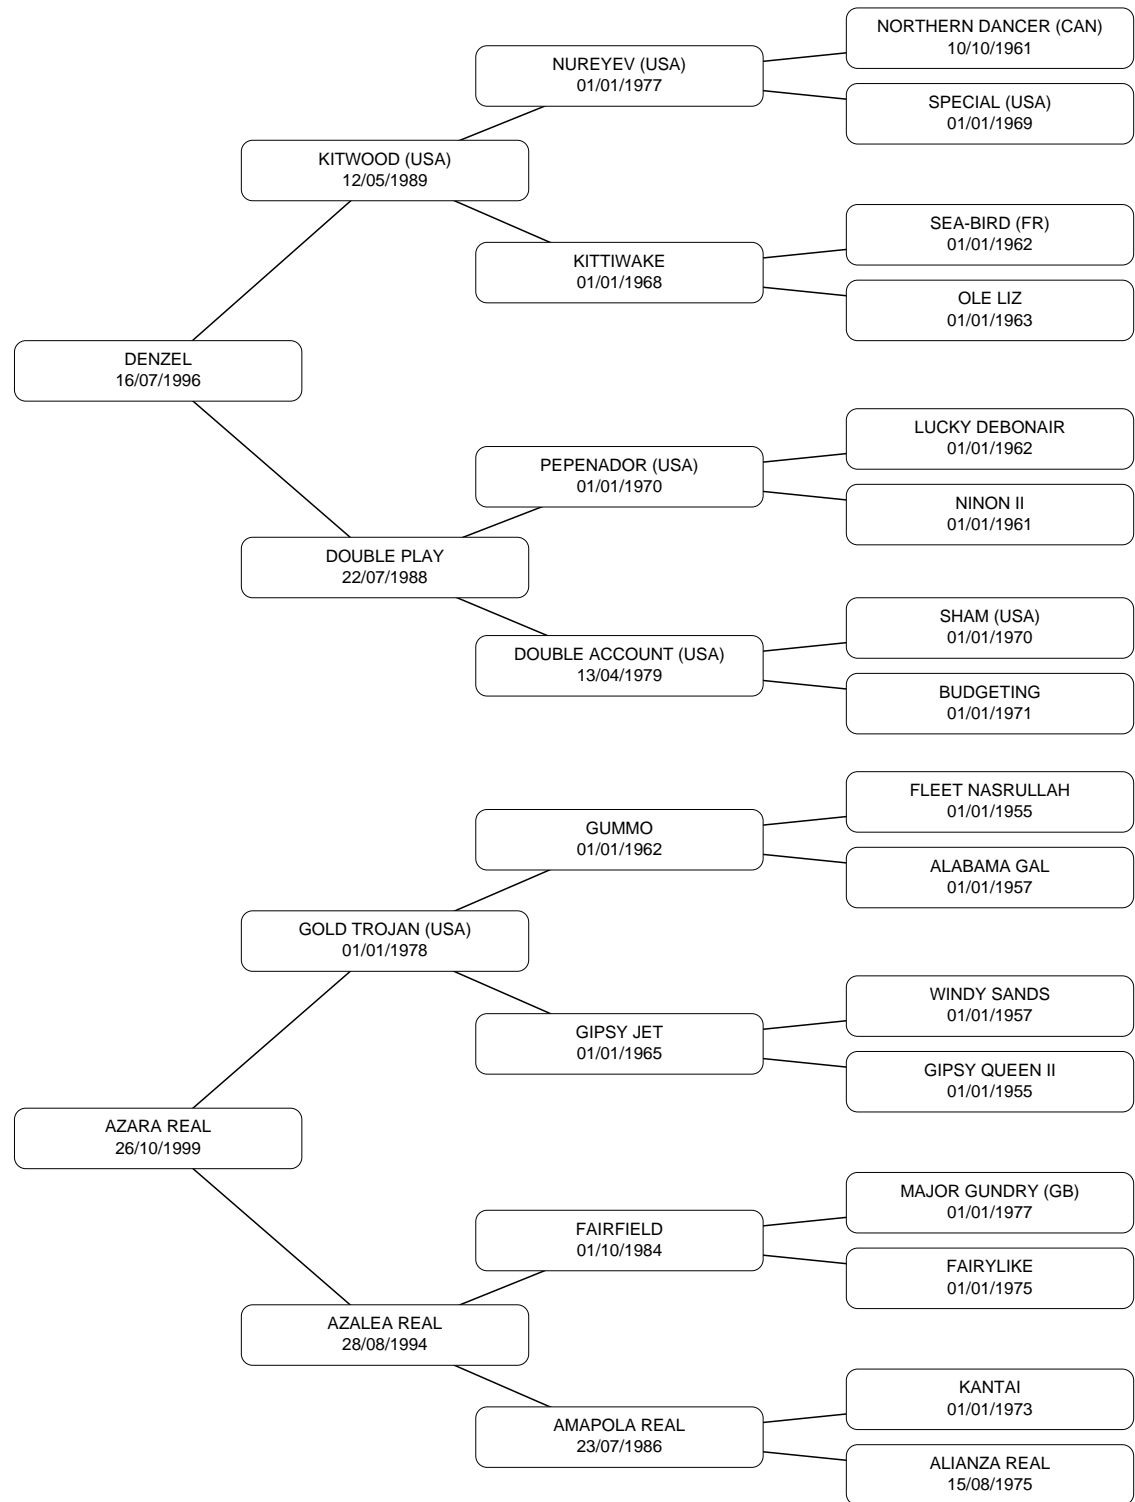 NORTHERN DANCER (CAN)
10/10/1961
NUREYEV (USA)
01/01/1977
SPECIAL (USA)
01/01/1969
KITWOOD (USA)
12/05/1989
SEA-BIRD (FR)
01/01/1962
KITTIWAKE
01/01/1968
OLE LIZ
01/01/1963
DENZEL
16/07/1996
LUCKY DEBONAIR
01/01/1962
PEPENADOR (USA)
01/01/1970
NINON II
01/01/1961
DOUBLE PLAY
22/07/1988
SHAM (USA)
01/01/1970
DOUBLE ACCOUNT (USA)
13/04/1979
BUDGETING
01/01/1971
FLEET NASRULLAH
01/01/1955
GUMMO
01/01/1962
ALABAMA GAL
01/01/1957
GOLD TROJAN (USA)
01/01/1978
WINDY SANDS
01/01/1957
GIPSY JET
01/01/1965
GIPSY QUEEN II
01/01/1955
AZARA REAL
26/10/1999
MAJOR GUNDRY (GB)
01/01/1977
FAIRFIELD
01/10/1984
FAIRYLIKE
01/01/1975
AZALEA REAL
28/08/1994
KANTAI
01/01/1973
AMAPOLA REAL
23/07/1986
ALIANZA REAL
15/08/1975